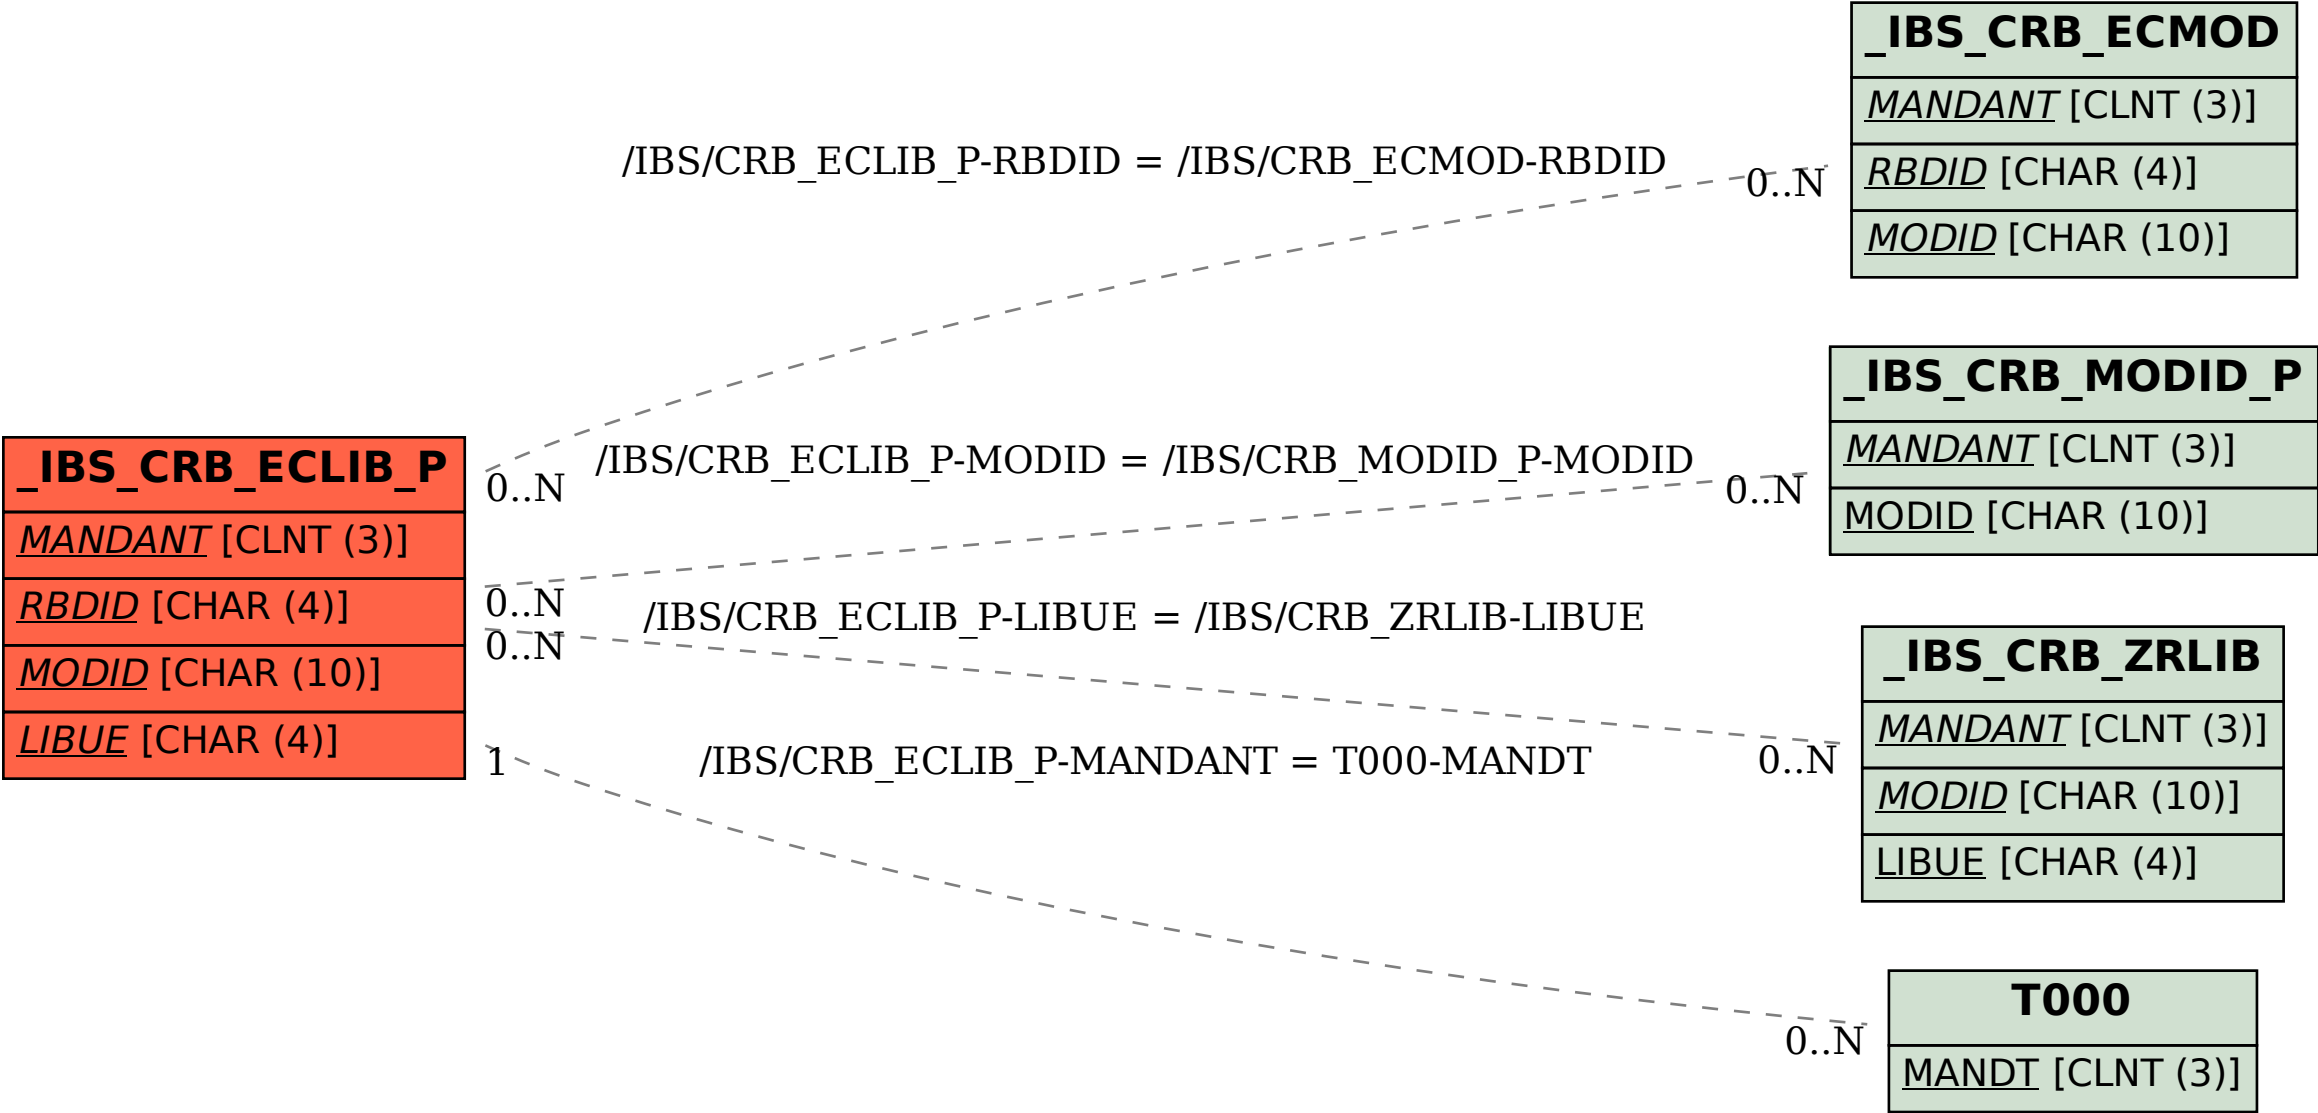 _IBS_CRB_ECMOD
MANDANT [CLNT (3)]
RBDID [CHAR (4)]
MODID [CHAR (10)]
/IBS/CRB_ECLIB_P-RBDID = /IBS/CRB_ECMOD-RBDID
0..N
0..N
_IBS_CRB_MODID_P
MANDANT [CLNT (3)]
MODID [CHAR (10)]
/IBS/CRB_ECLIB_P-MODID = /IBS/CRB_MODID_P-MODID
0..N
0..N
_IBS_CRB_ECLIB_P
MANDANT [CLNT (3)]
RBDID [CHAR (4)]
MODID [CHAR (10)]
LIBUE [CHAR (4)]
/IBS/CRB_ECLIB_P-LIBUE = /IBS/CRB_ZRLIB-LIBUE
0..N
0..N
_IBS_CRB_ZRLIB
MANDANT [CLNT (3)]
MODID [CHAR (10)]
LIBUE [CHAR (4)]
/IBS/CRB_ECLIB_P-MANDANT = T000-MANDT
1
0..N
T000
MANDT [CLNT (3)]